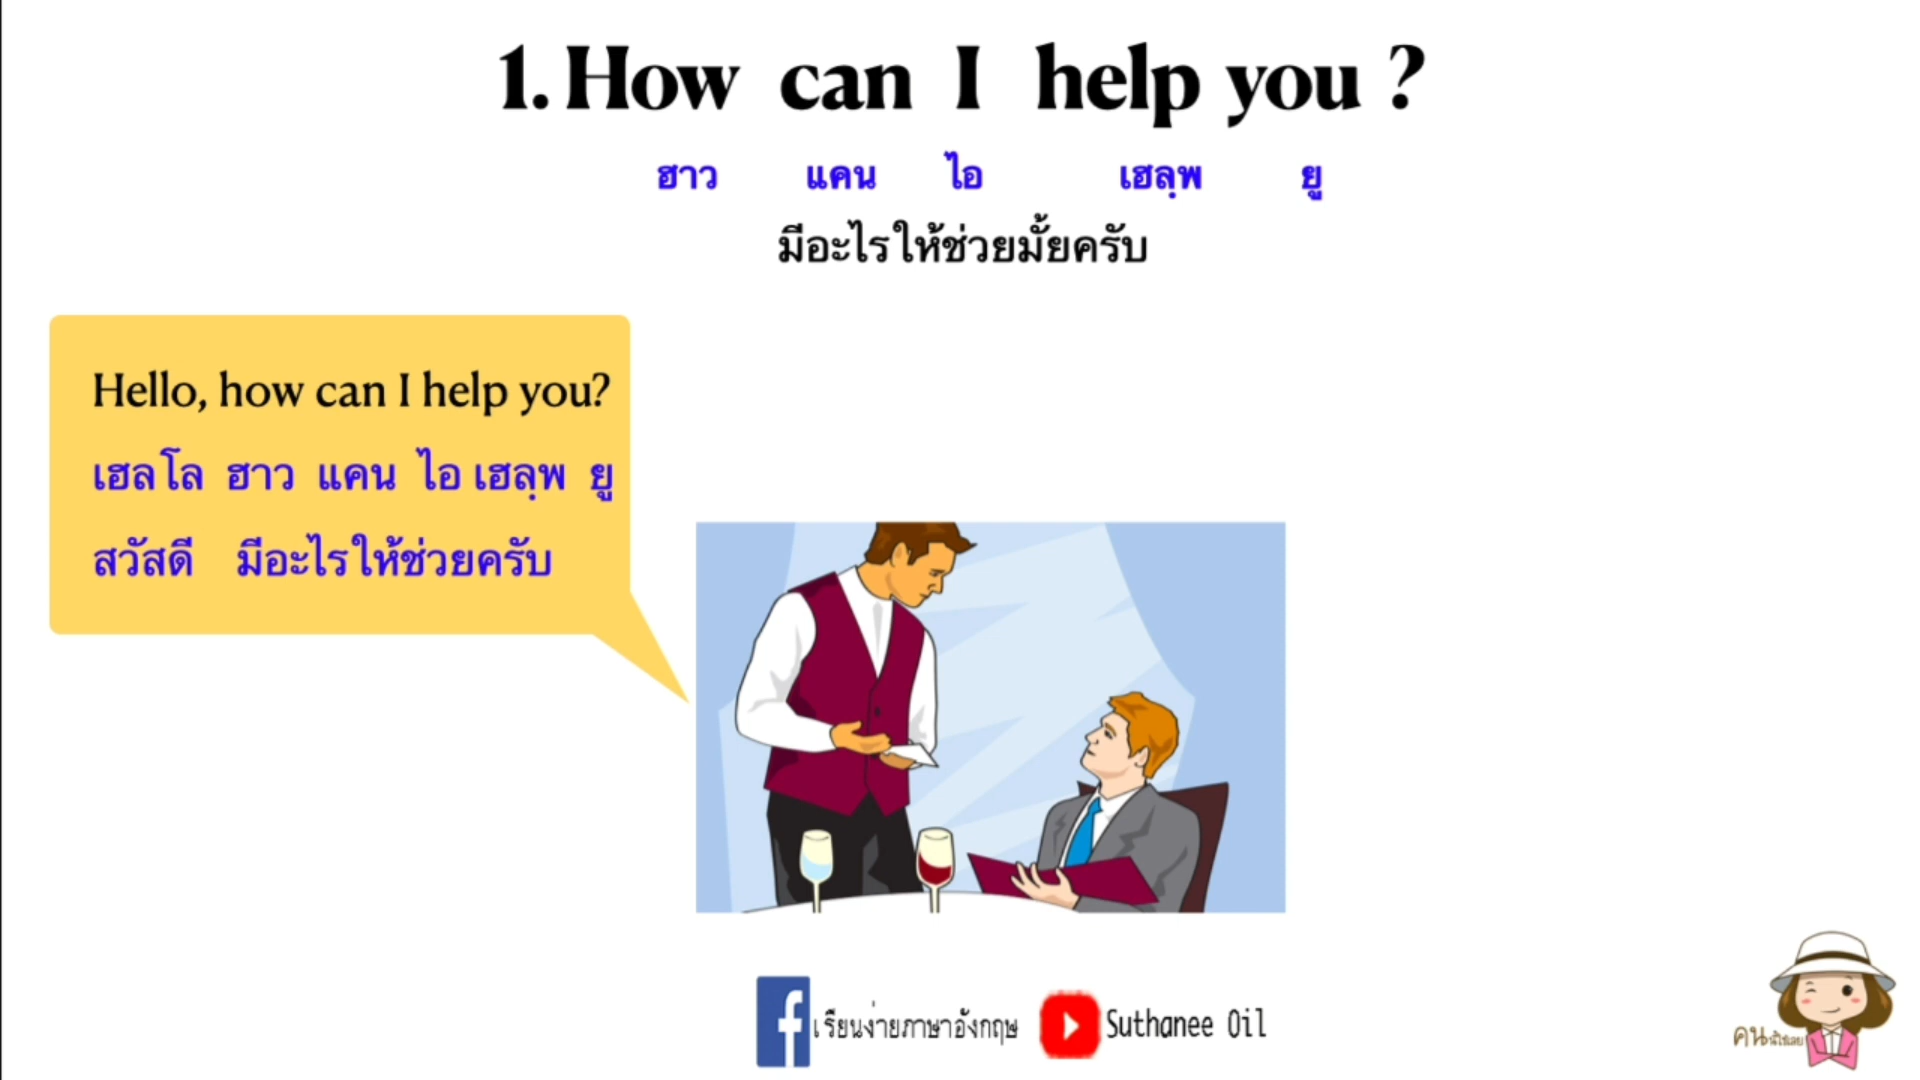 1. How can I help you ?
ฮาว แคน ไอ เฮลฺพ ยู
มีอะไรให้ช่วยมั้ยครับ
Hello, how can I help you?
เฮลโล ฮาว แคน ไอ เฮลฺพ ยู
สวัสดี มีอะไรให้ช่วยครับ
เรียนง่ายภาษาอังกฤษ Suthanee Oil
คน